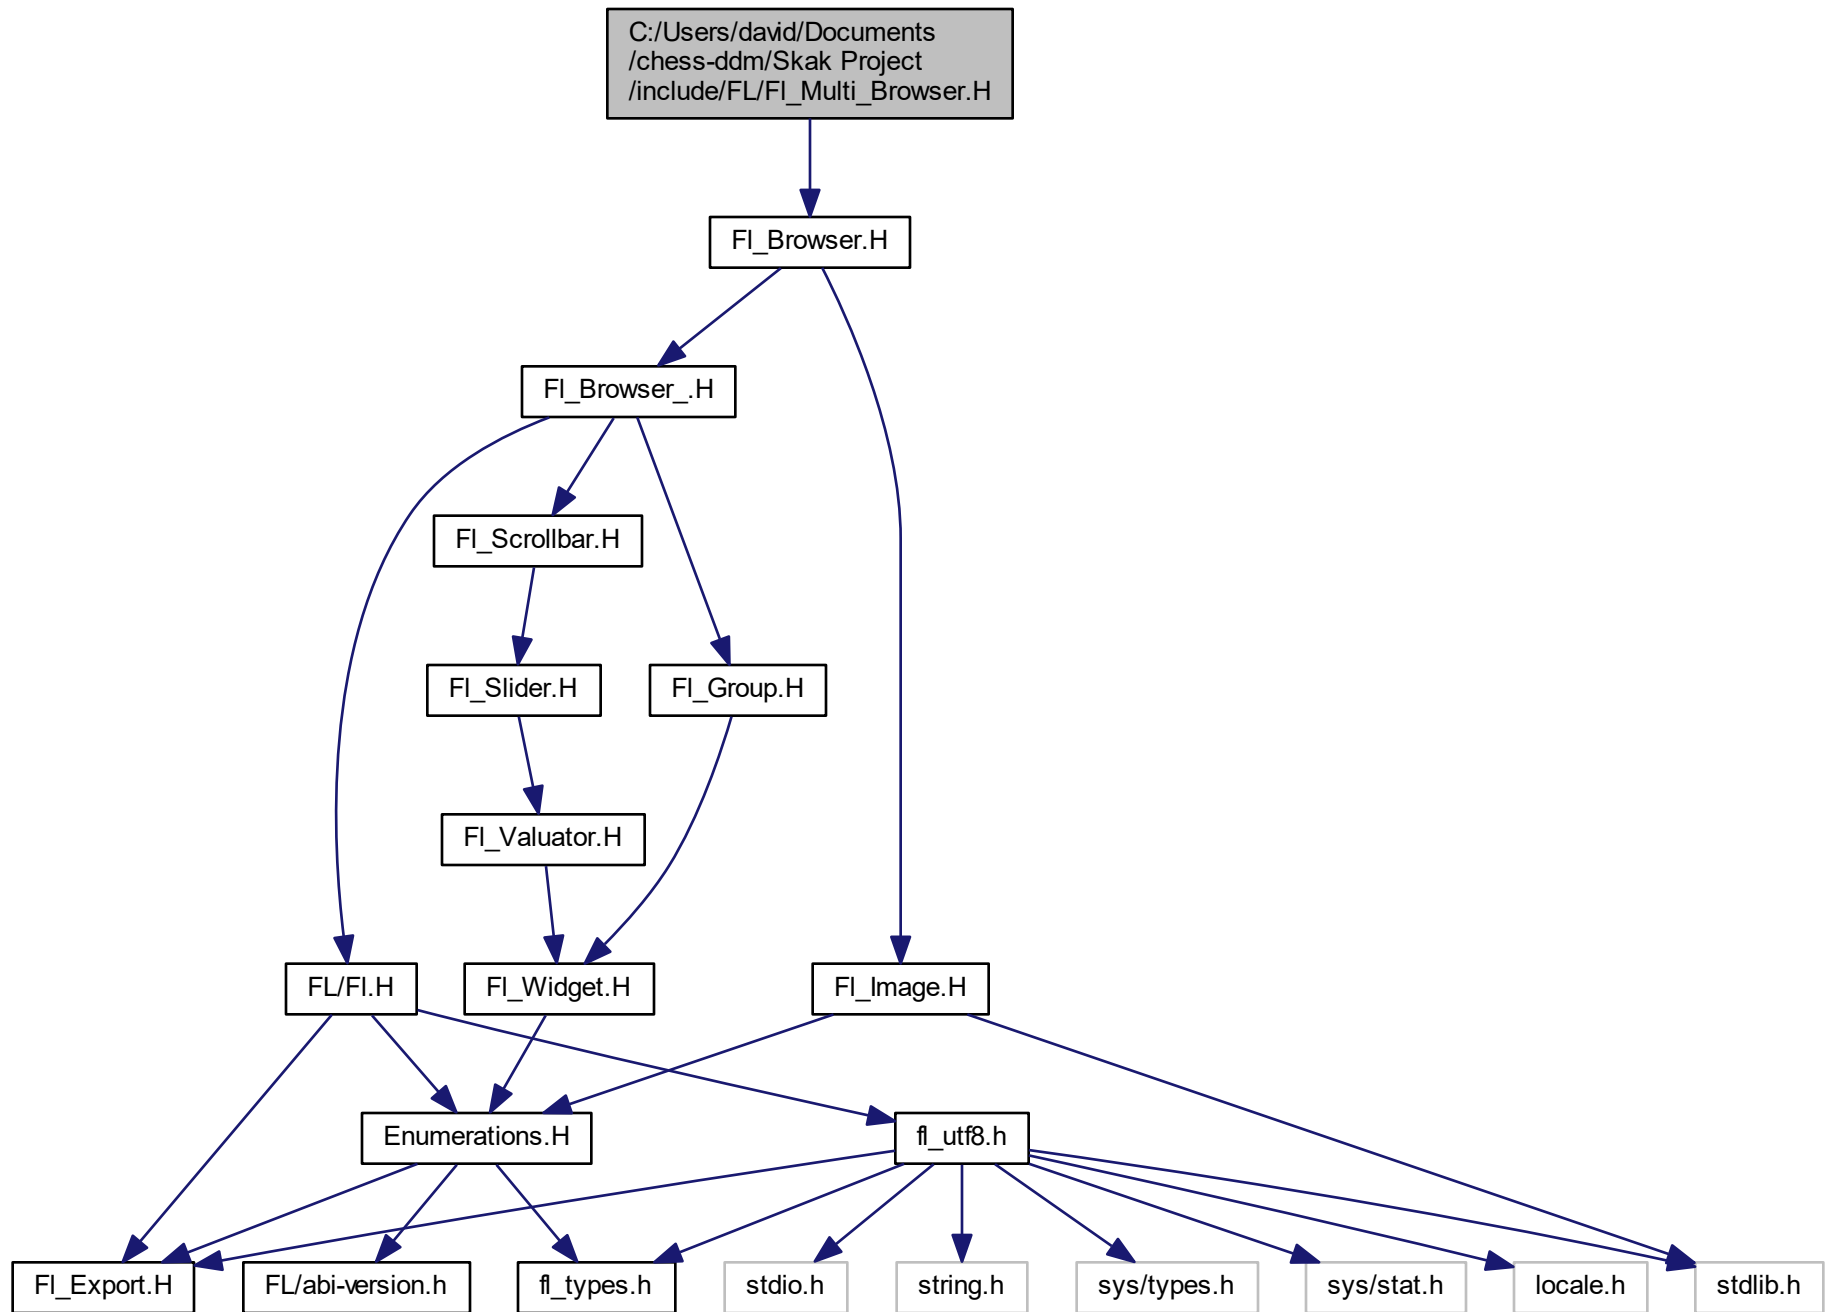 C:/Users/david/Documents
/chess-ddm/Skak Project
/include/FL/Fl_Multi_Browser.H
Fl_Browser.H
Fl_Browser_.H
Fl_Scrollbar.H
Fl_Slider.H
Fl_Group.H
Fl_Valuator.H
FL/Fl.H
Fl_Widget.H
Fl_Image.H
Enumerations.H
fl_utf8.h
Fl_Export.H
FL/abi-version.h
fl_types.h
stdio.h
string.h
sys/types.h
sys/stat.h
locale.h
stdlib.h